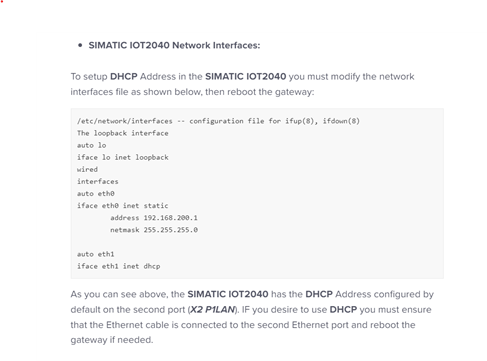 • SIMATIC IOT2040 Network Interfaces:
To setup DHCP Address in the SIMATIC IOT2040 you must modify the network
interfaces file as shown below, then reboot the gateway:
/etc/network/interfaces -- configuration file for ifup(8), ifdown(8)
The loopback interface
auto lo
iface lo inet loopback
wired
interfaces
auto eth0
iface eth0 inet static
address 192.168.200.1
netmask 255.255.255.0
auto eth1
iface eth1 inet dhcp
As you can see above, the SIMATIC IOT2040 has the DHCP Address configured by
default on the second port (X2 P1LAN). IF you desire to use DHCP you must ensure
that the Ethernet cable is connected to the second Ethernet port and reboot the
gateway if needed.